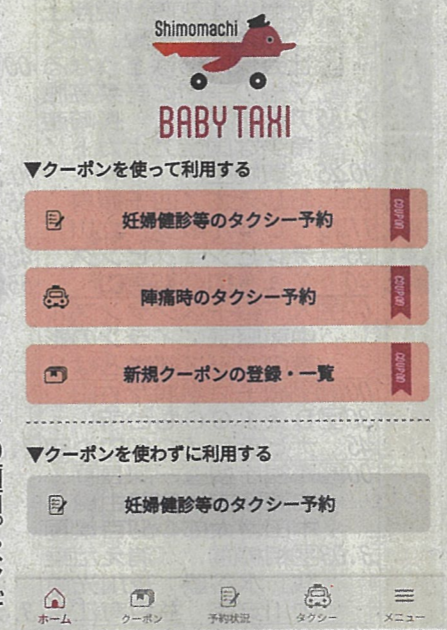 Shimomachi
BABY TAXI
▼クーポンを使って利用する
妊婦健診等のタクシー予約
COUPON
陣痛時のタクシー予約
COUPON
新規クーポンの登録・一覧
COUPON
▼クーポンを使わずに利用する
妊婦健診等のタクシー予約
ホーム
クーポン
予約状況
タクシー
メニュー